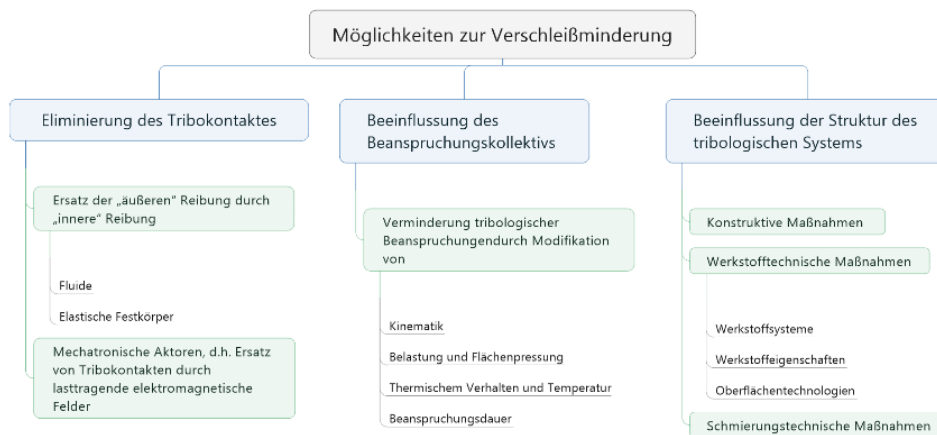 Möglichkeiten zur Verschleißminderung
Eliminierung des Tribokontaktes
Ersatz der „äußeren“ Reibung durch
„innere“ Reibung
Fluide
Elastische Festkörper
Mechatronische Aktoren, d.h. Ersatz
von Tribokontakten durch
lasttragende elektromagnetische
Felder
Beeinflussung des
Beanspruchungskollektivs
Verminderung tribologischer
Beanspruchungendurch Modifikation
von
Kinematik
Belastung und Flächenpressung
Thermischem Verhalten und Temperatur
Beanspruchungsdauer
Beeinflussung der Struktur des
tribologischen Systems
Konstruktive Maßnahmen
Werkstofftechnische Maßnahmen
Werkstoffsysteme
Werkstoffeigenschaften
Oberflächentechnologien
Schmierungstechnische Maßnahmen